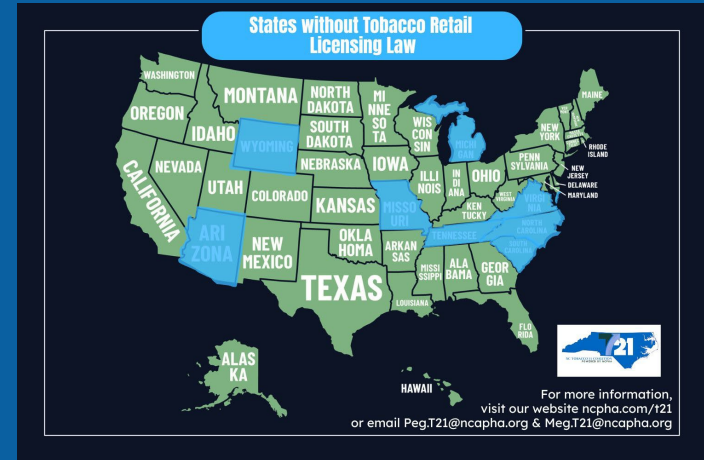 States without Tobacco Retail
Licensing Law
WASHINGTON
MONTANA
NORTH
DAKOTA
MI
NNE
SO
TA
MAINE
OREGON
IDAHO
WYOMING
SOUTH
DAKOTA
WIS
CON
SIN
MICHI
GAN
NEW
YORK
RHODE
ISLAND
NEVADA
UTAH
COLORADO
NEBRASKA
IOWA
ILLI
NOIS
IN
DI
ANA
OHIO
PENN
SYLVANIA
NEW
JERSEY
DELAWARE
MARYLAND
CALIFORNIA
KANSAS
MISSO
URI
WEST
VIRGINIA
VIRGI
NIA
KEN
TUCKY
ARI
ZONA
NEW
MEXICO
OKLA
HOMA
ARKAN
SAS
TENNESSEE
NORTH
CAROLINA
SOUTH
CAROLINA
TEXAS
LOUISIANA
MISSI
SSIPPI
ALA
BAMA
GEOR
GIA
FLO
RIDA
ALAS
KA
HAWAII
T21
For more information,
visit our website ncpha.com/t21
or email Peg.T21@ncapha.org & Meg.T21@ncapha.org